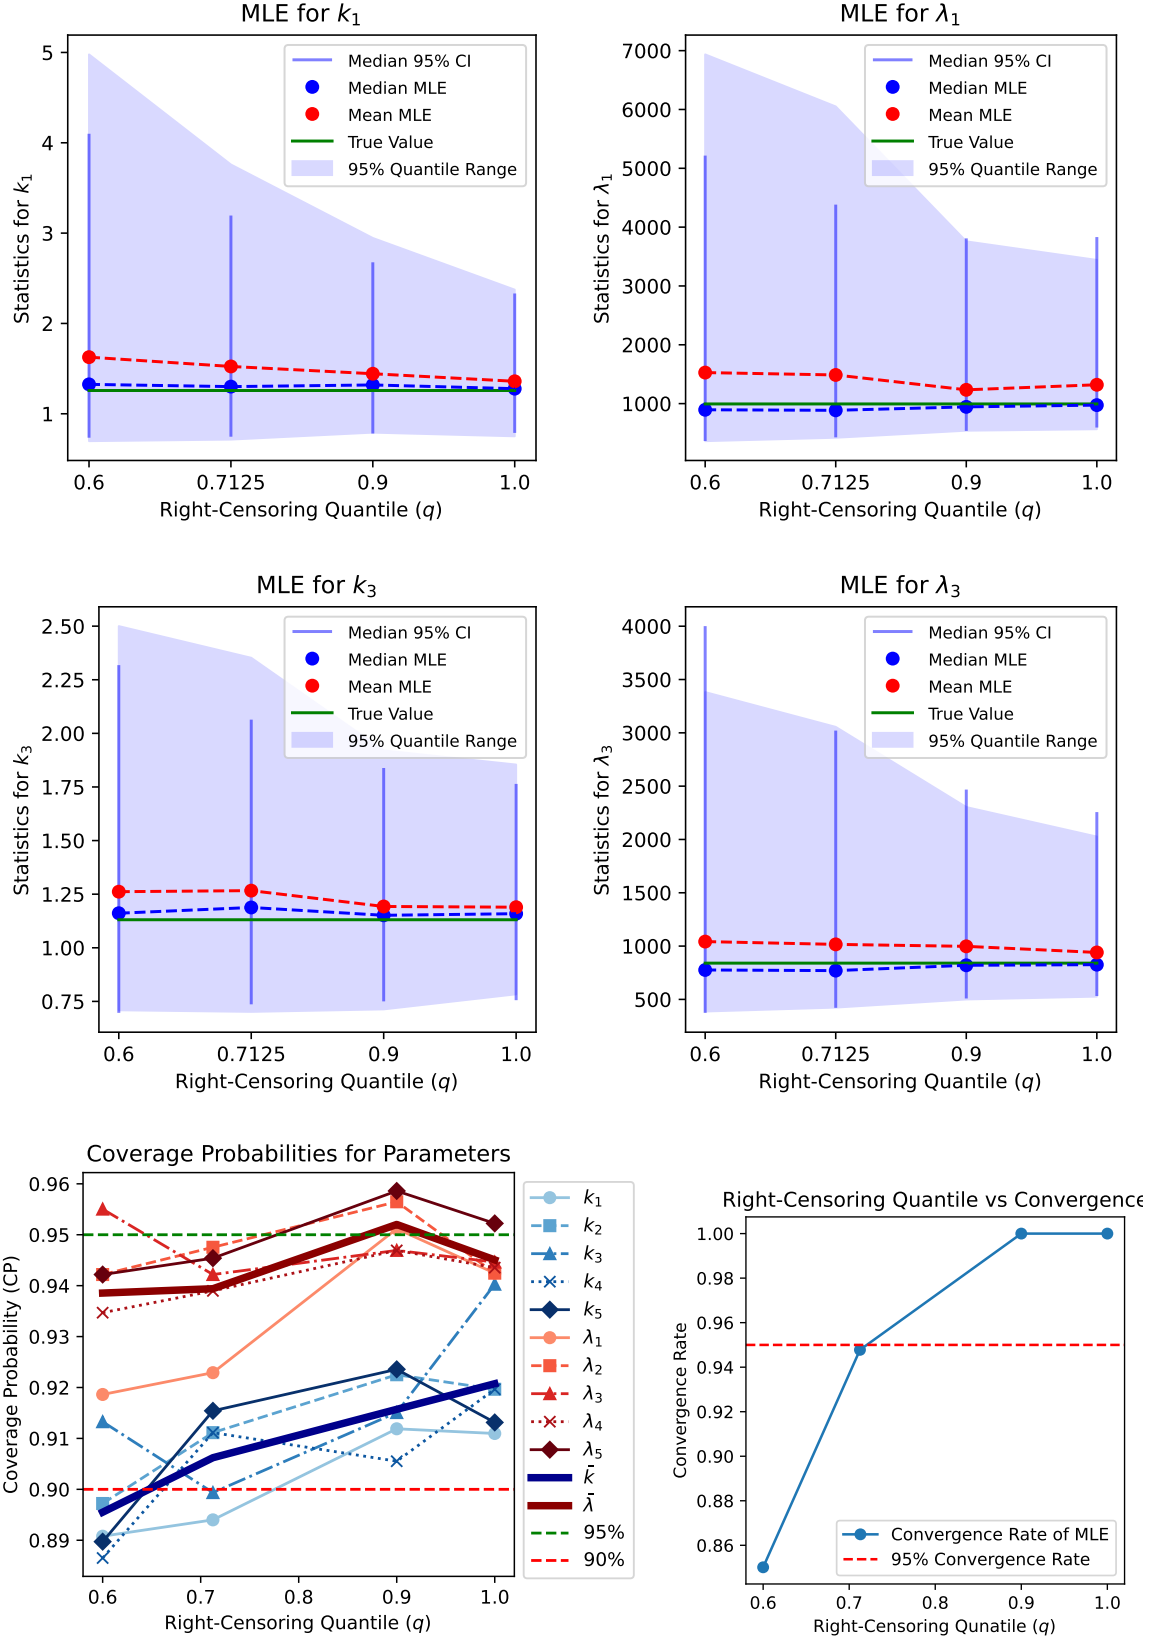 MLE for k₁
Statistics for k₁
5
4
3
2
1
0.6
0.7125
0.9
1.0
Right-Censoring Quantile (q)
Median 95% CI
Median MLE
Mean MLE
True Value
95% Quantile Range
MLE for λ₁
Statistics for λ₁
7000
6000
5000
4000
3000
2000
1000
0.6
0.7125
0.9
1.0
Right-Censoring Quantile (q)
Median 95% CI
Median MLE
Mean MLE
True Value
95% Quantile Range
MLE for k₃
Statistics for k₃
2.50
2.25
2.00
1.75
1.50
1.25
1.00
0.75
0.6
0.7125
0.9
1.0
Right-Censoring Quantile (q)
Median 95% CI
Median MLE
Mean MLE
True Value
95% Quantile Range
MLE for λ₃
Statistics for λ₃
4000
3500
3000
2500
2000
1500
1000
500
0.6
0.7125
0.9
1.0
Right-Censoring Quantile (q)
Median 95% CI
Median MLE
Mean MLE
True Value
95% Quantile Range
Coverage Probabilities for Parameters
Coverage Probability (CP)
0.96
0.95
0.94
0.93
0.92
0.91
0.90
0.89
0.6
0.7
0.8
0.9
1.0
Right-Censoring Quantile (q)
k₁
k₂
k₃
k₄
k₅
λ₁
λ₂
λ₃
λ₄
λ₅
k̄
λ̄
95%
90%
Right-Censoring Quantile vs Convergence
Convergence Rate
1.00
0.98
0.96
0.94
0.92
0.90
0.88
0.86
0.6
0.7
0.8
0.9
1.0
Right-Censoring Qunatile (q)
Convergence Rate of MLE
95% Convergence Rate